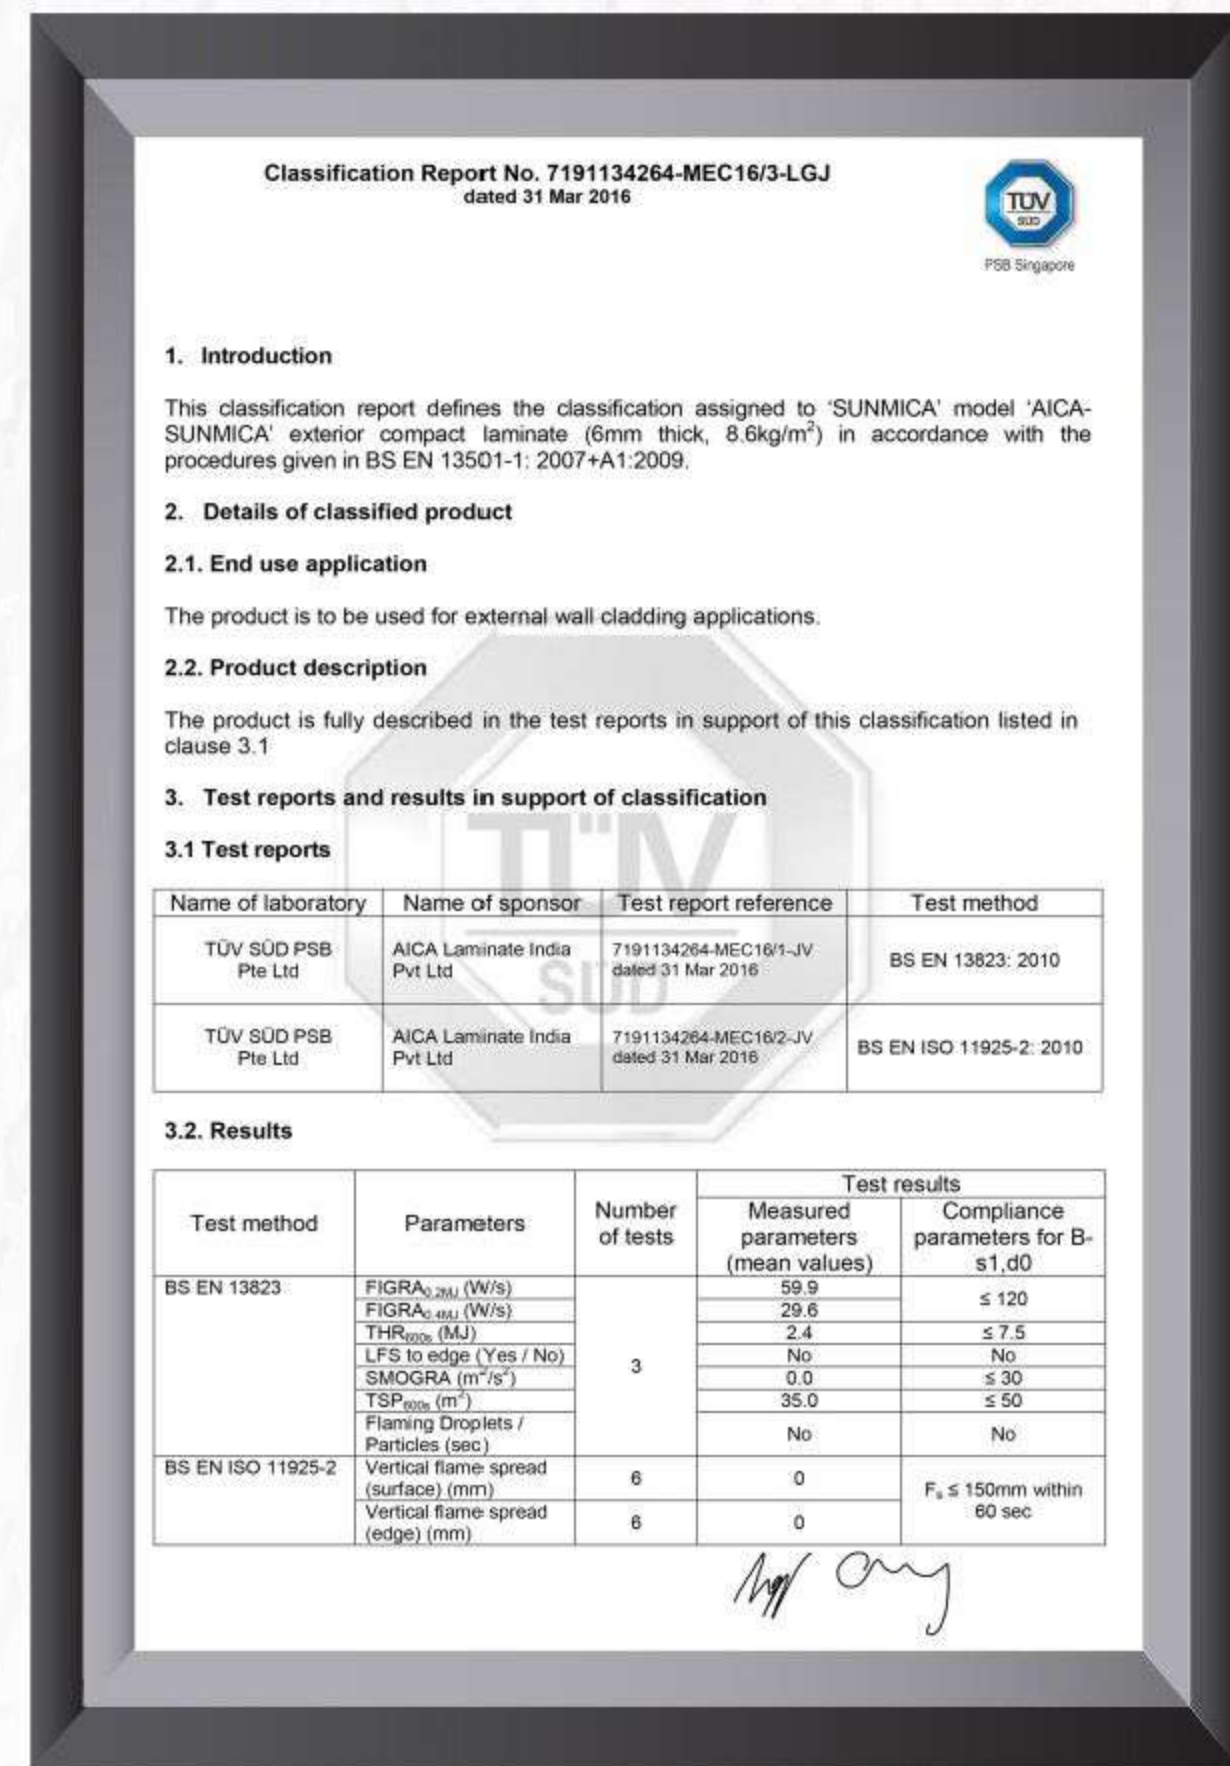 Classification Report No. 7191134264-MEC16/3-LGJ
dated 31 Mar 2016
TÜV
SÜD
PSB Singapore
1. Introduction
This classification report defines the classification assigned to ‘SUNMICA’ model ‘AICA-
SUNMICA’ exterior compact laminate (6mm thick, 8.6kg/m²) in accordance with the
procedures given in BS EN 13501-1: 2007+A1:2009.
2. Details of classified product
2.1. End use application
The product is to be used for external wall cladding applications.
2.2. Product description
The product is fully described in the test reports in support of this classification listed in
clause 3.1
3. Test reports and results in support of classification
3.1 Test reports
TÜV
SÜD
Name of laboratory Name of sponsor Test report reference Test method
TÜV SÜD PSB Pte Ltd AICA Laminate India Pvt Ltd 7191134264-MEC16/1-JV dated 31 Mar 2016 BS EN 13823: 2010
TÜV SÜD PSB Pte Ltd AICA Laminate India Pvt Ltd 7191134264-MEC16/2-JV dated 31 Mar 2016 BS EN ISO 11925-2: 2010
3.2. Results
Test method Parameters Number of tests Test results
Measured parameters (mean values) Compliance parameters for B-s1,d0
BS EN 13823 FIGRA0.2MJ (W/s) 3 59.9 ≤ 120
FIGRA0.4MJ (W/s) 29.6
THR600s (MJ) 2.4 ≤ 7.5
LFS to edge (Yes / No) No No
SMOGRA (m²/s²) 0.0 ≤ 30
TSP600s (m²) 35.0 ≤ 50
Flaming Droplets / Particles (sec) No No
BS EN ISO 11925-2 Vertical flame spread (surface) (mm) 6 0 Fs ≤ 150mm within 60 sec
Vertical flame spread (edge) (mm) 6 0